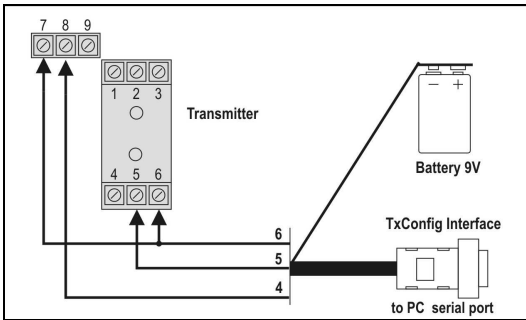 7 8 9
1 2 3
Transmitter
4 5 6
− +
Battery 9V
6
5
4
TxConfig Interface
to PC serial port